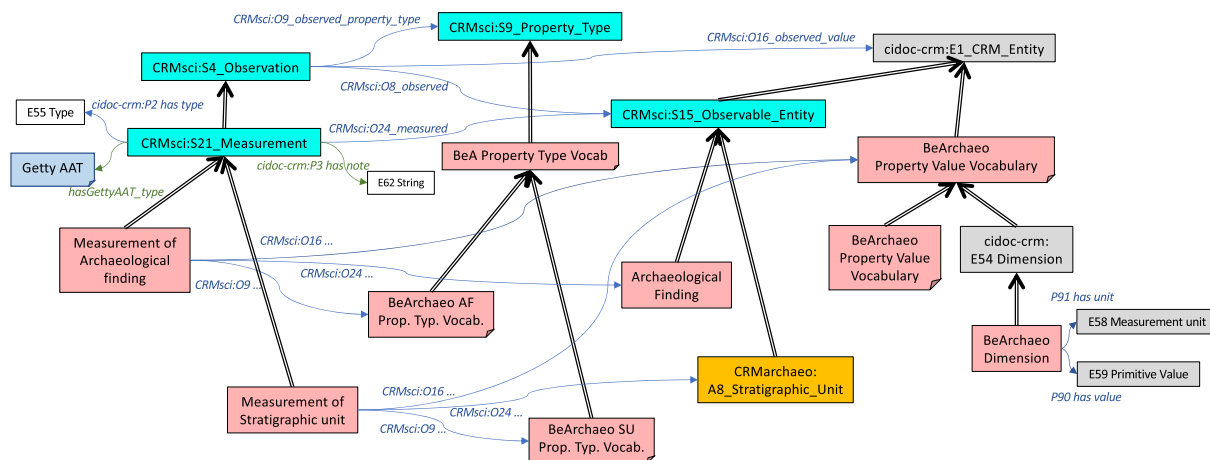 CRMsci:O9_observed_property_type
CRMsci:S9_Property_Type
CRMsci:O16_observed_value
cidoc-crm:E1_CRM_Entity
CRMsci:S4_Observation
CRMsci:O8_observed
E55 Type
cidoc-crm:P2 has type
CRMsci:S15_Observable_Entity
CRMsci:O24_measured
CRMsci:S21_Measurement
BeA Property Type Vocab
BeArchaeo
Property Value Vocabulary
Getty AAT
cidoc-crm:P3 has note
E62 String
hasGettyAAT_type
Measurement of
Archaeological
finding
CRMsci:O16 ...
CRMsci:O24 ...
CRMsci:O9 ...
BeArchaeo AF
Prop. Typ. Vocab.
Archaeological
Finding
BeArchaeo
Property Value
Vocabulary
cidoc-crm:
E54 Dimension
P91 has unit
E58 Measurement unit
BeArchaeo
Dimension
E59 Primitive Value
P90 has value
CRMarchaeo:
A8_Stratigraphic_Unit
Measurement of
Stratigraphic unit
CRMsci:O16 ...
CRMsci:O24 ...
CRMsci:O9 ...
BeArchaeo SU
Prop. Typ. Vocab.